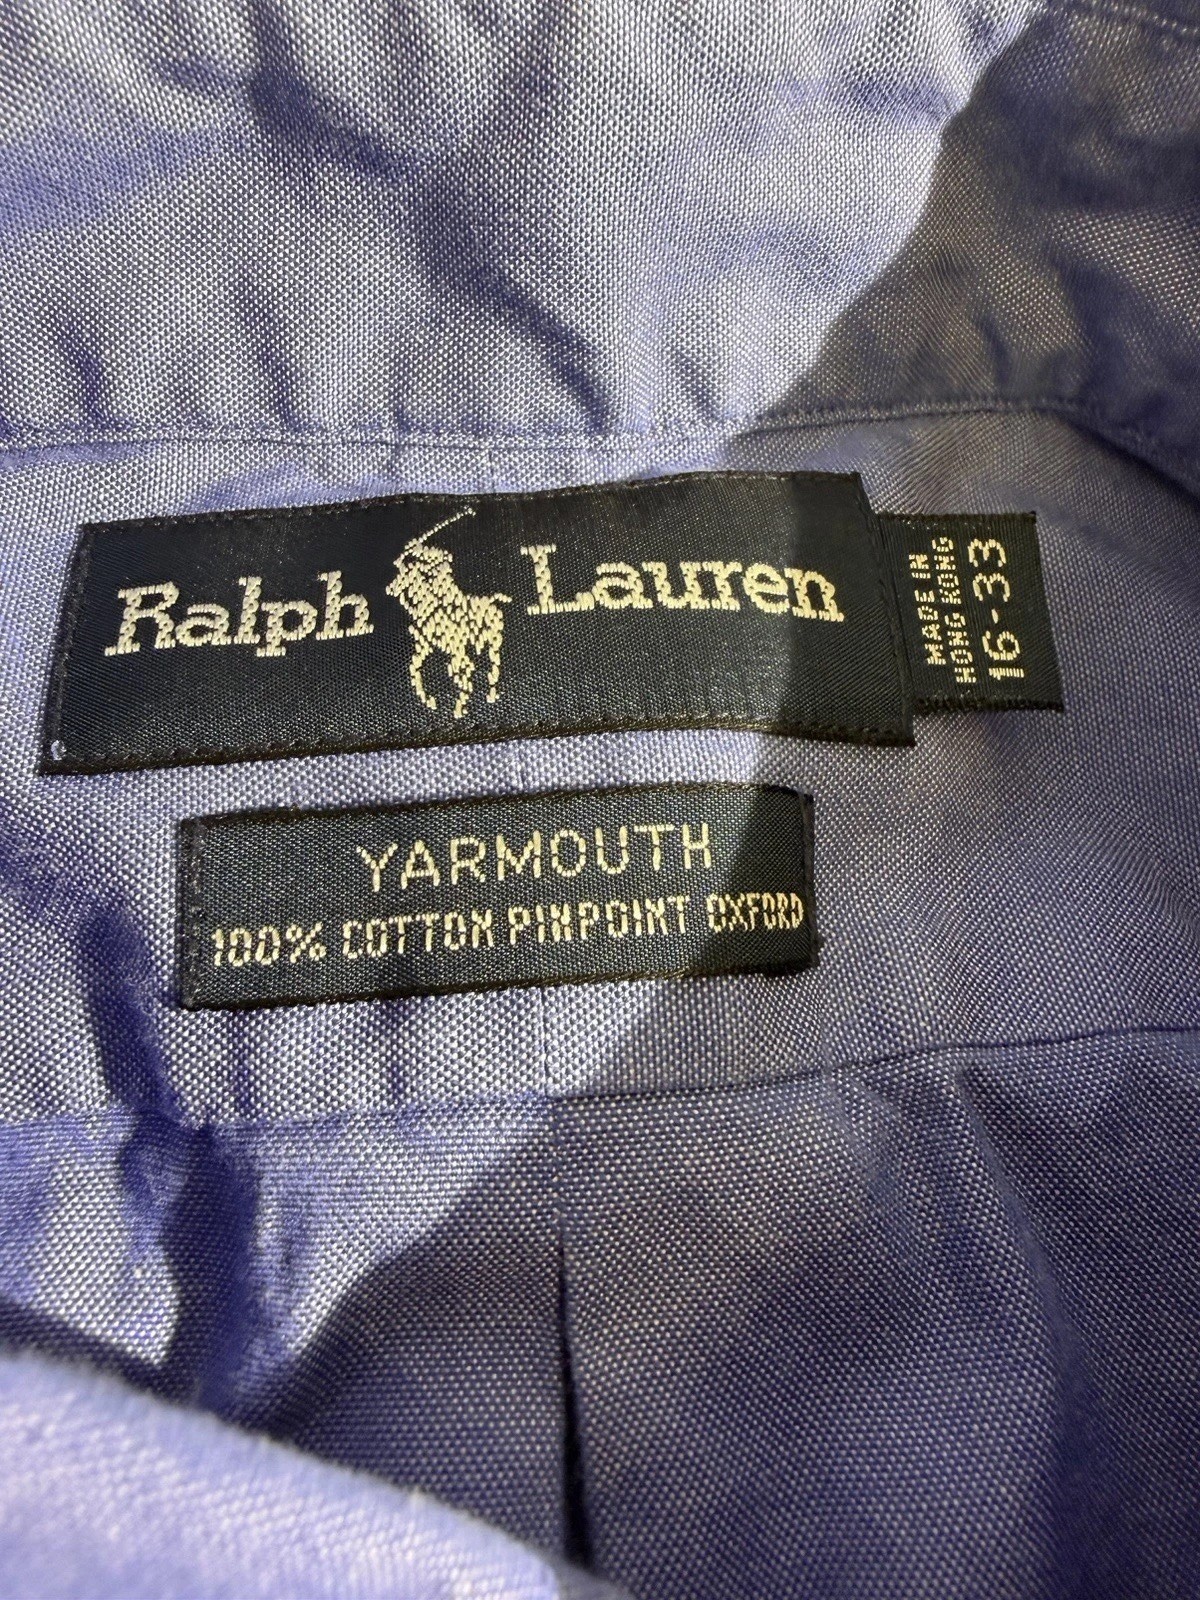 Ralph Lauren
MADE IN
HONG KONG
16-33
YARMOUTH
100% COTTON PINPOINT OXFORD